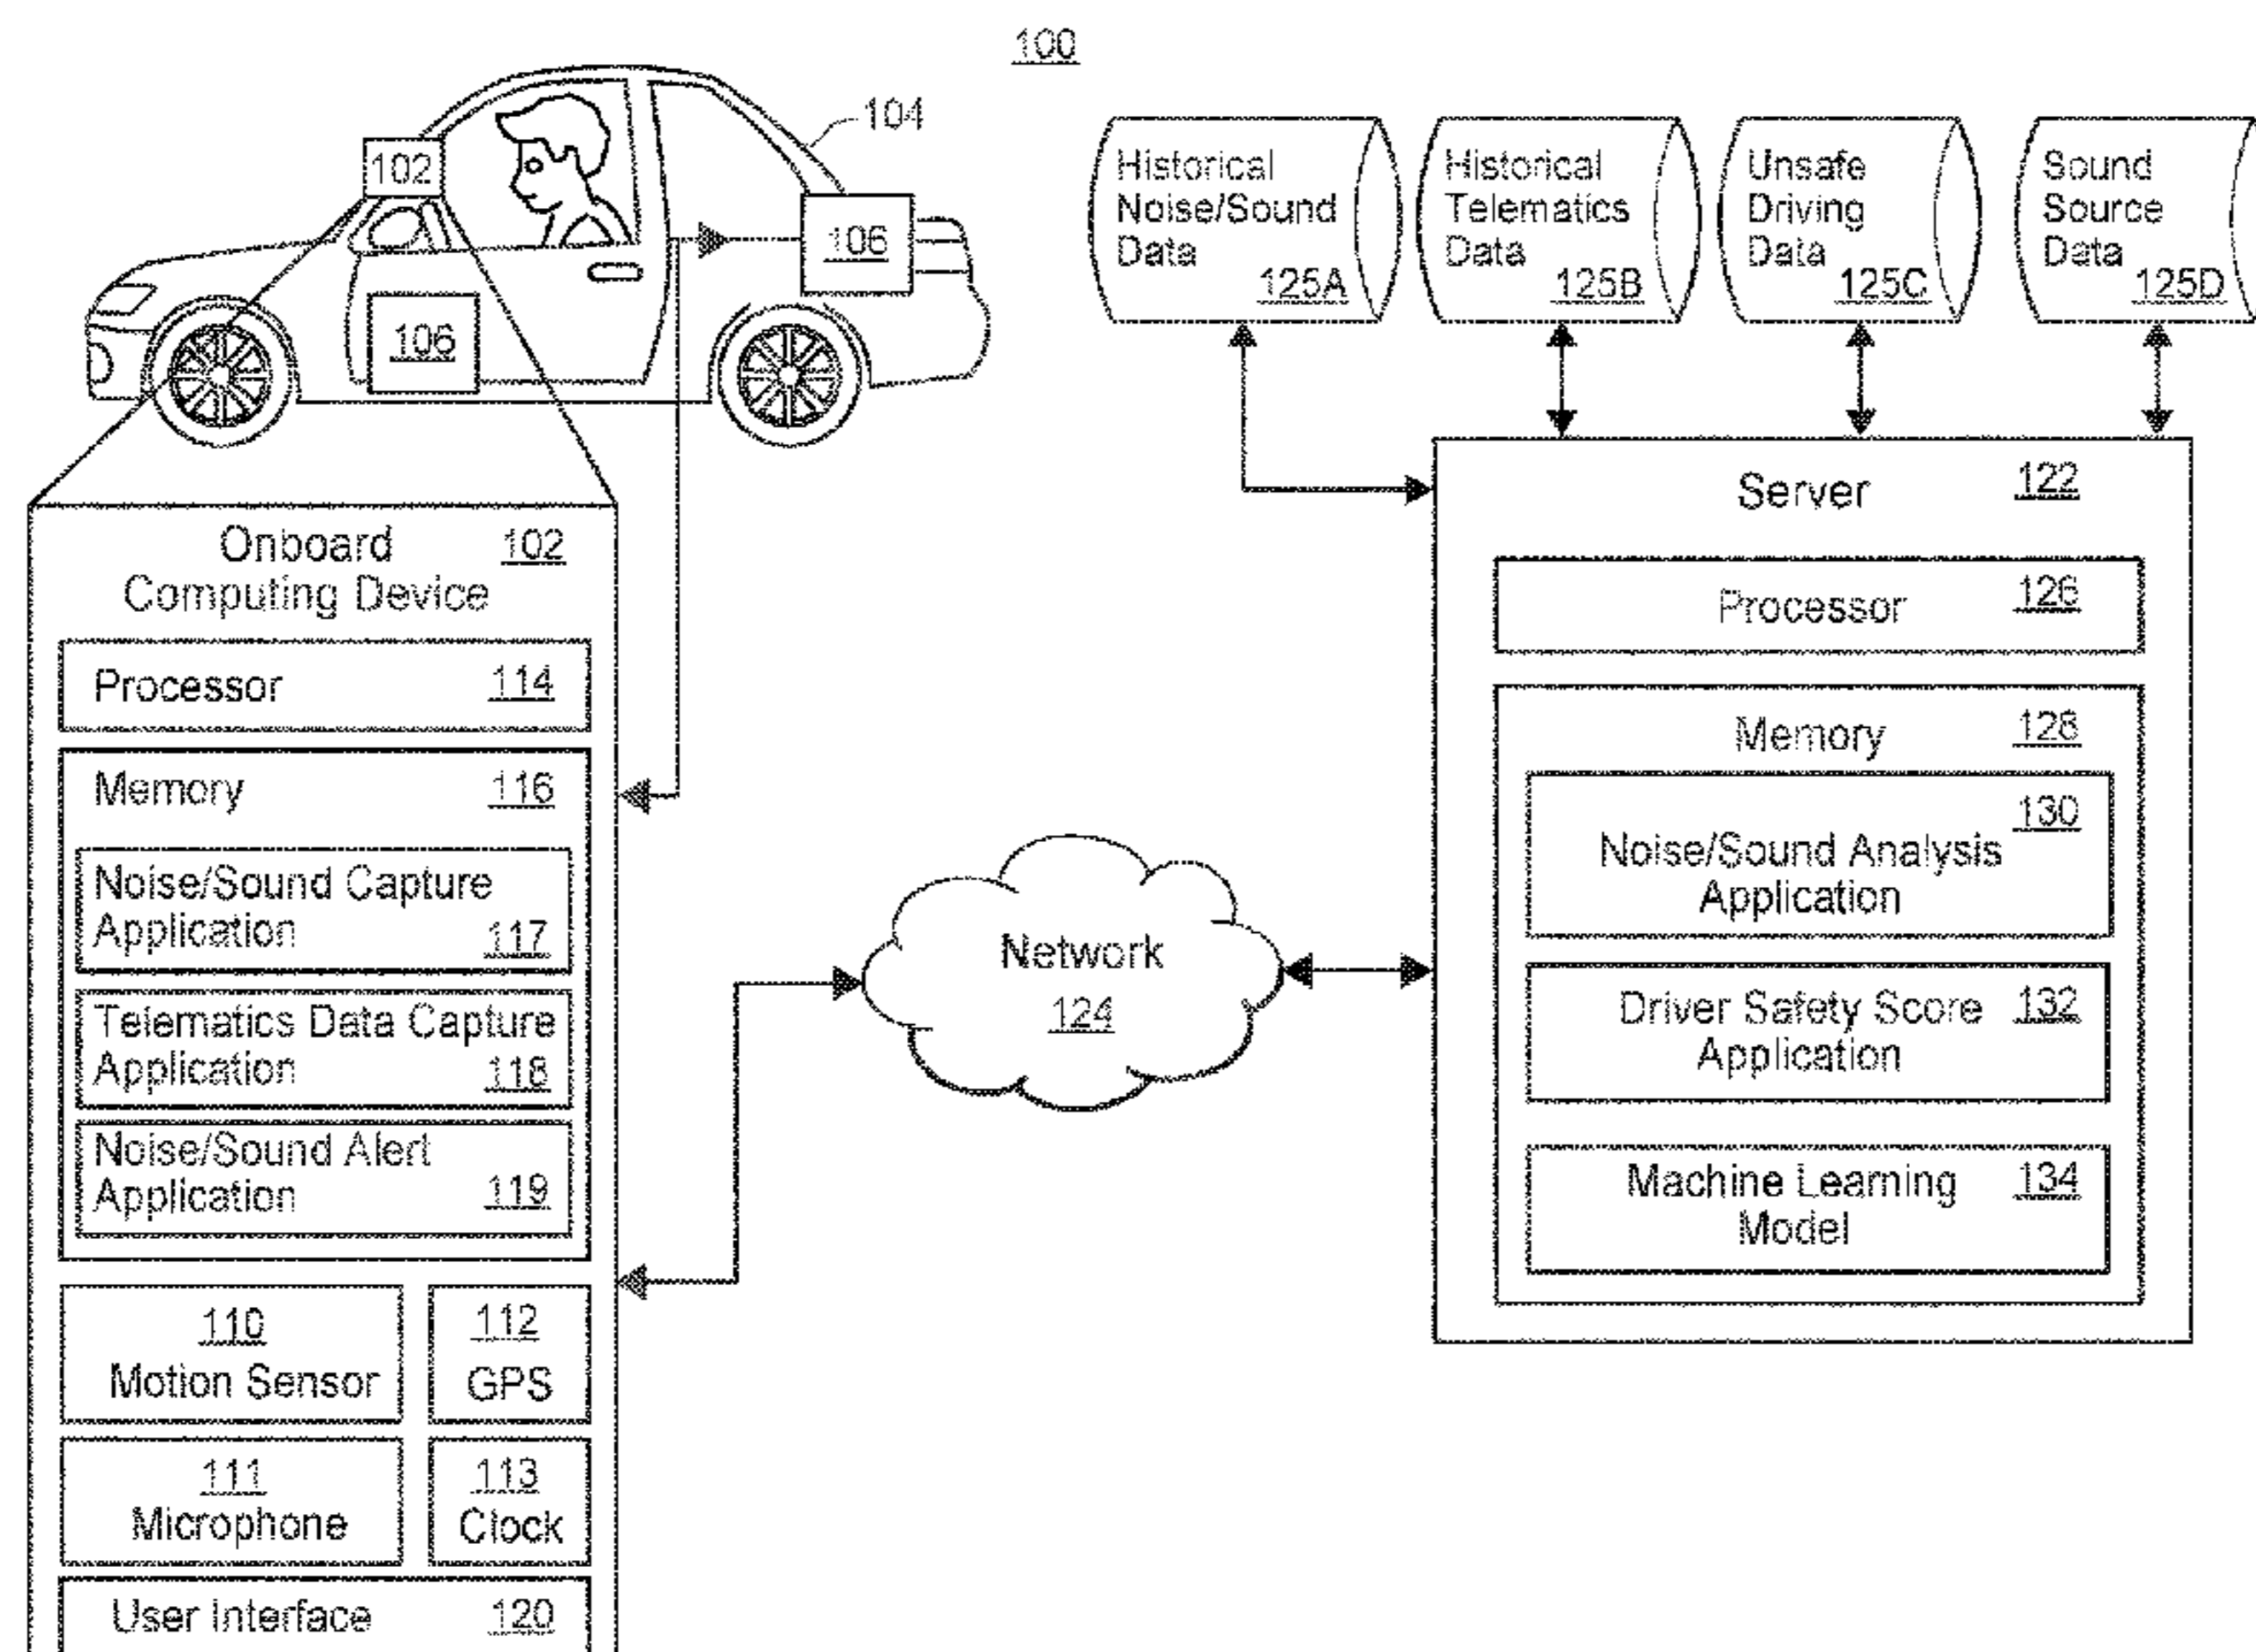 100
104
102
106
106
Historical
Noise/Sound
Data
125A
Historical
Telematics
Data
125B
Unsafe
Driving
Data
125C
Sound
Source
Data
125D
Onboard 102
Computing Device
Processor 114
Memory 116
Noise/Sound Capture
Application 117
Telematics Data Capture
Application 118
Noise/Sound Alert
Application 119
110
Motion Sensor
112
GPS
111
Microphone
113
Clock
User Interface 120
Network
124
Server 122
Processor 126
Memory 128
130
Noise/Sound Analysis
Application
Driver Safety Score 132
Application
Machine Learning 134
Model